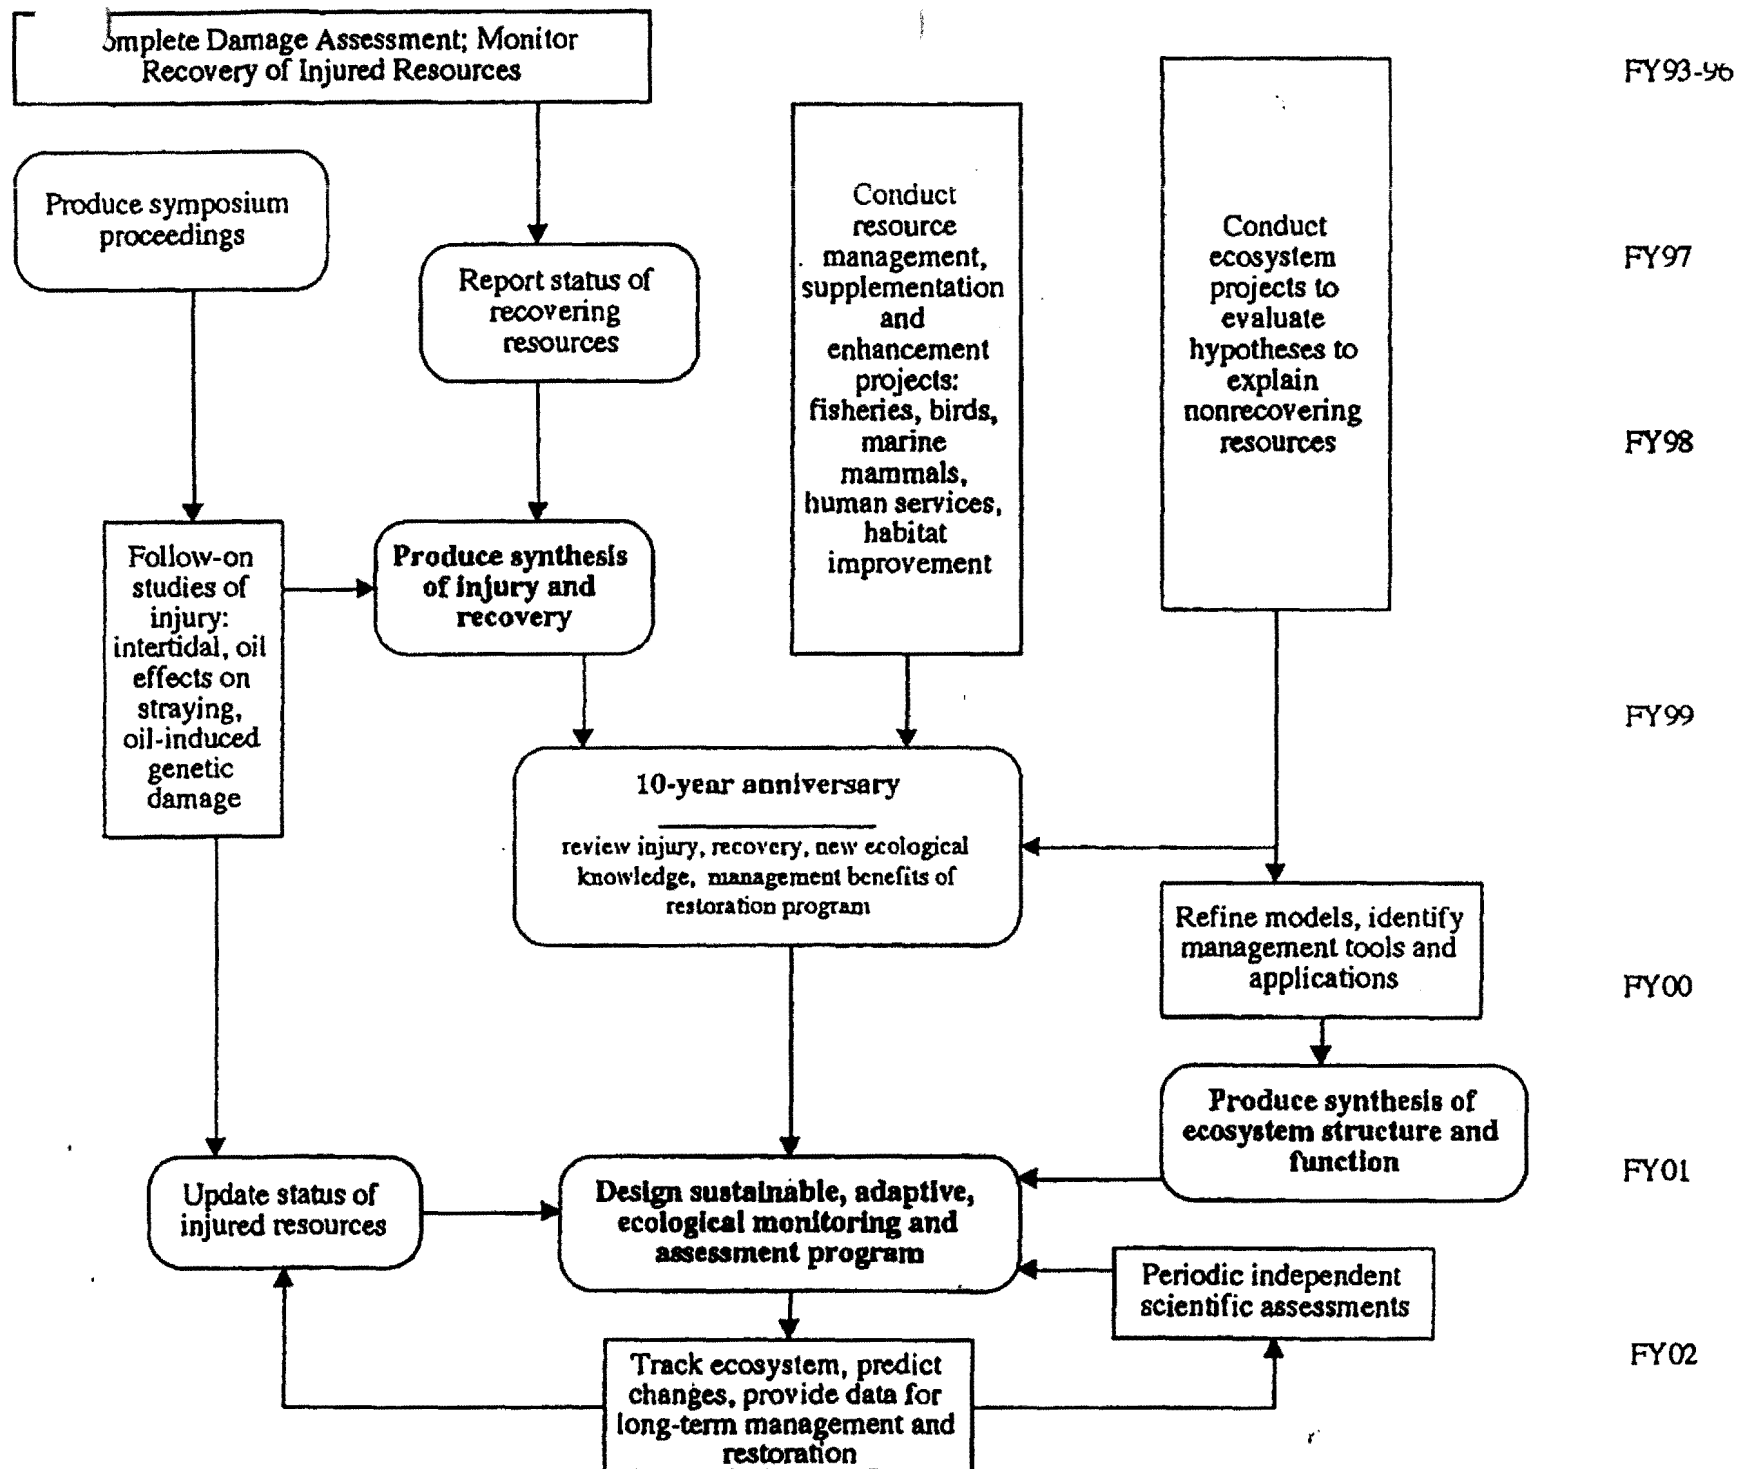 omplete Damage Assessment; Monitor
Recovery of Injured Resources
FY93-96
Produce symposium
proceedings
Report status of
recovering
resources
Conduct
resource
management,
supplementation
and
enhancement
projects:
fisheries, birds,
marine
mammals,
human services,
habitat
improvement
Conduct
ecosystem
projects to
evaluate
hypotheses to
explain
nonrecovering
resources
FY97
FY98
Follow-on
studies of
injury:
intertidal, oil
effects on
straying,
oil-induced
genetic
damage
Produce synthesis
of injury and
recovery
FY99
10-year anniversary
review injury, recovery, new ecological
knowledge, management benefits of
restoration program
Refine models, identify
management tools and
applications
FY00
Produce synthesis of
ecosystem structure and
function
FY01
Update status of
injured resources
Design sustainable, adaptive,
ecological monitoring and
assessment program
Periodic independent
scientific assessments
FY02
Track ecosystem, predict
changes, provide data for
long-term management and
restoration